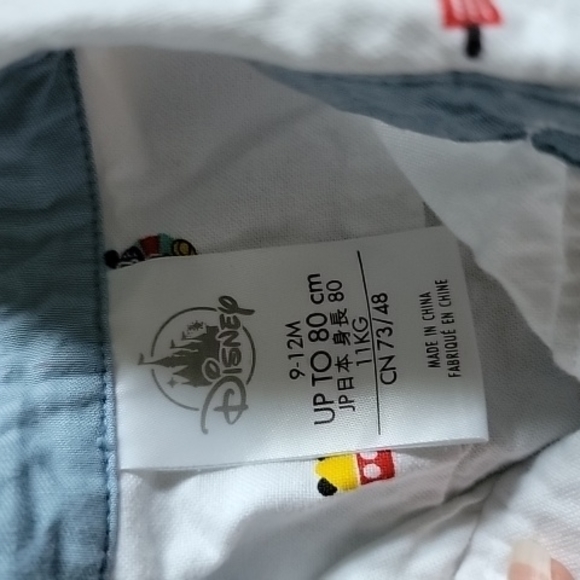 Disney
9-12M
UP TO 80 cm
JP日本 身長 80
11KG
CN 73/48
MADE IN CHINA
FABRIQUÉ EN CHINE